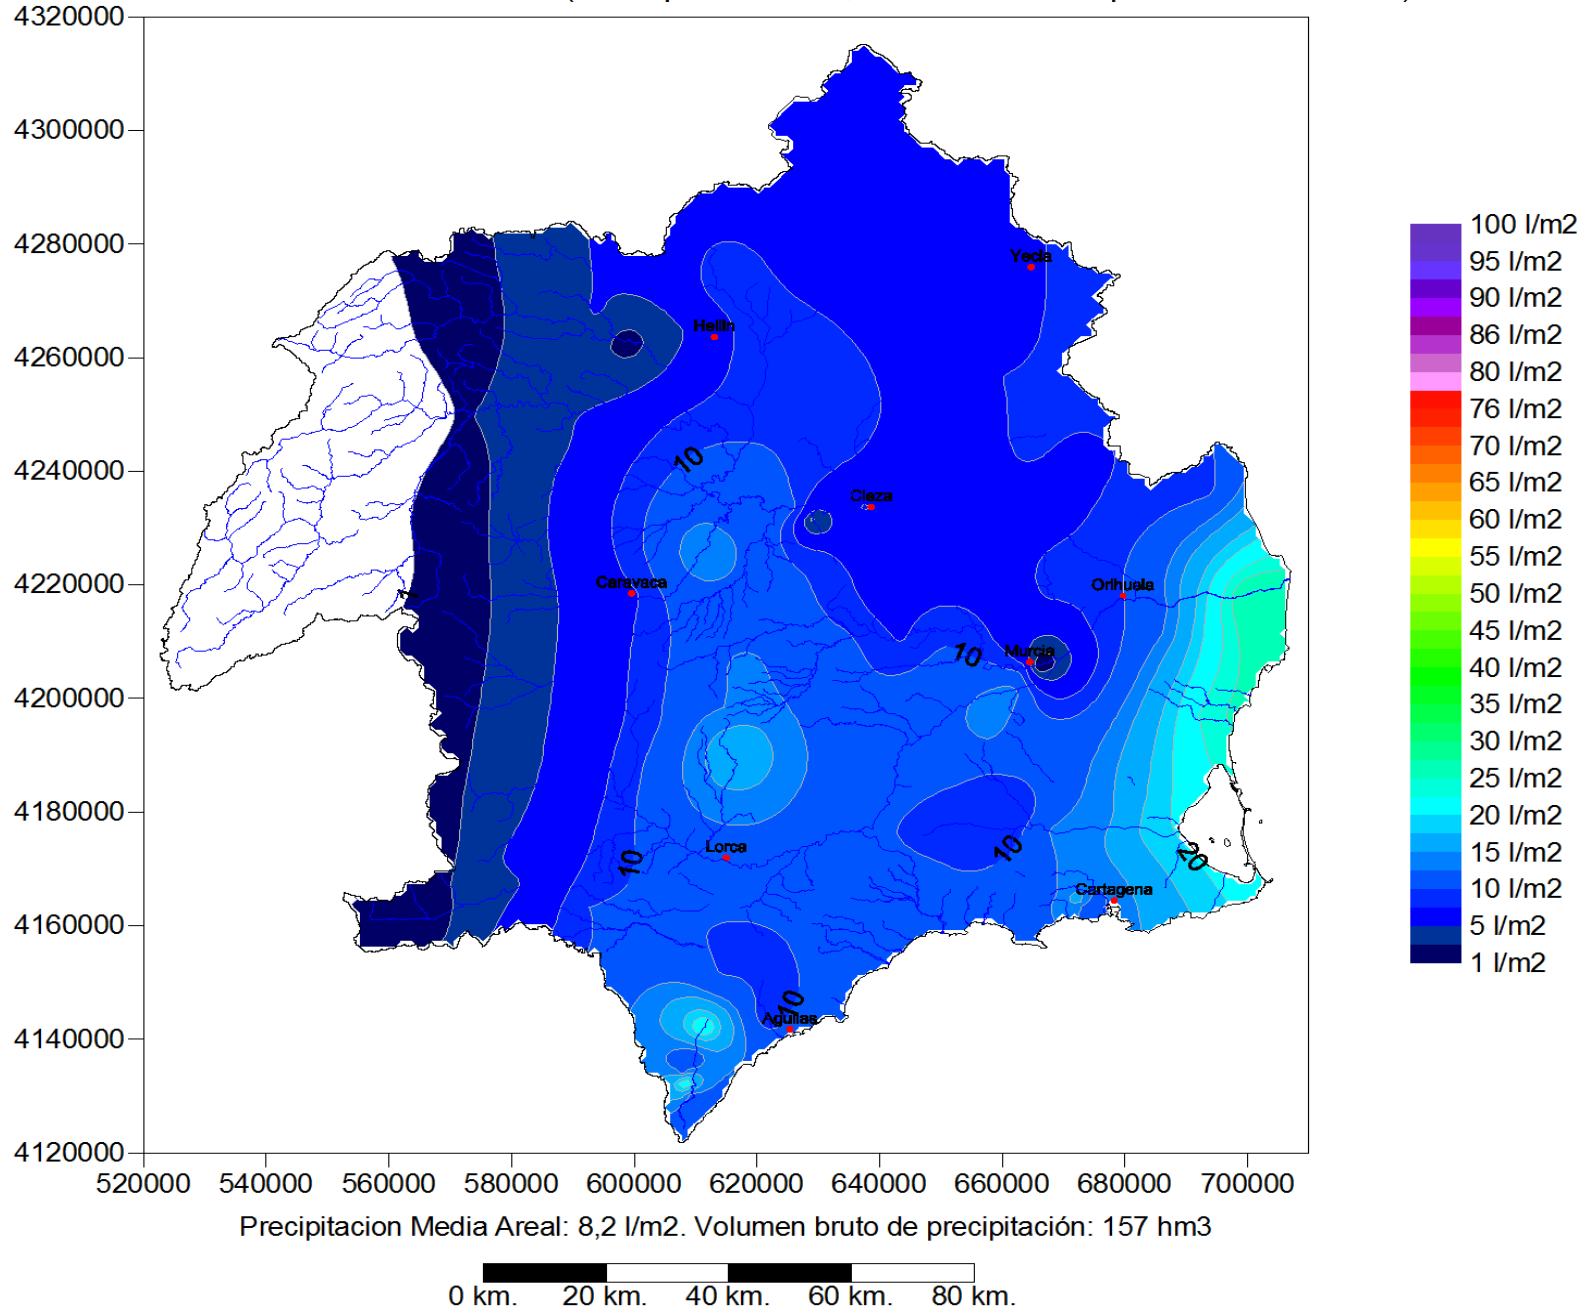 4320000
4300000
4280000
4260000
4240000
4220000
4200000
4180000
4160000
4140000
4120000
520000 540000 560000 580000 600000 620000 640000 660000 680000 700000
Yecla
Hellin
10
Cieza
Caravaca
Orihuela
1
10
Murcia
10
Lorca
10
20
Cartagena
10
Aguilas
100 l/m2
95 l/m2
90 l/m2
86 l/m2
80 l/m2
76 l/m2
70 l/m2
65 l/m2
60 l/m2
55 l/m2
50 l/m2
45 l/m2
40 l/m2
35 l/m2
30 l/m2
25 l/m2
20 l/m2
15 l/m2
10 l/m2
5 l/m2
1 l/m2
Precipitacion Media Areal: 8,2 l/m2. Volumen bruto de precipitación: 157 hm3
0 km. 20 km. 40 km. 60 km. 80 km.